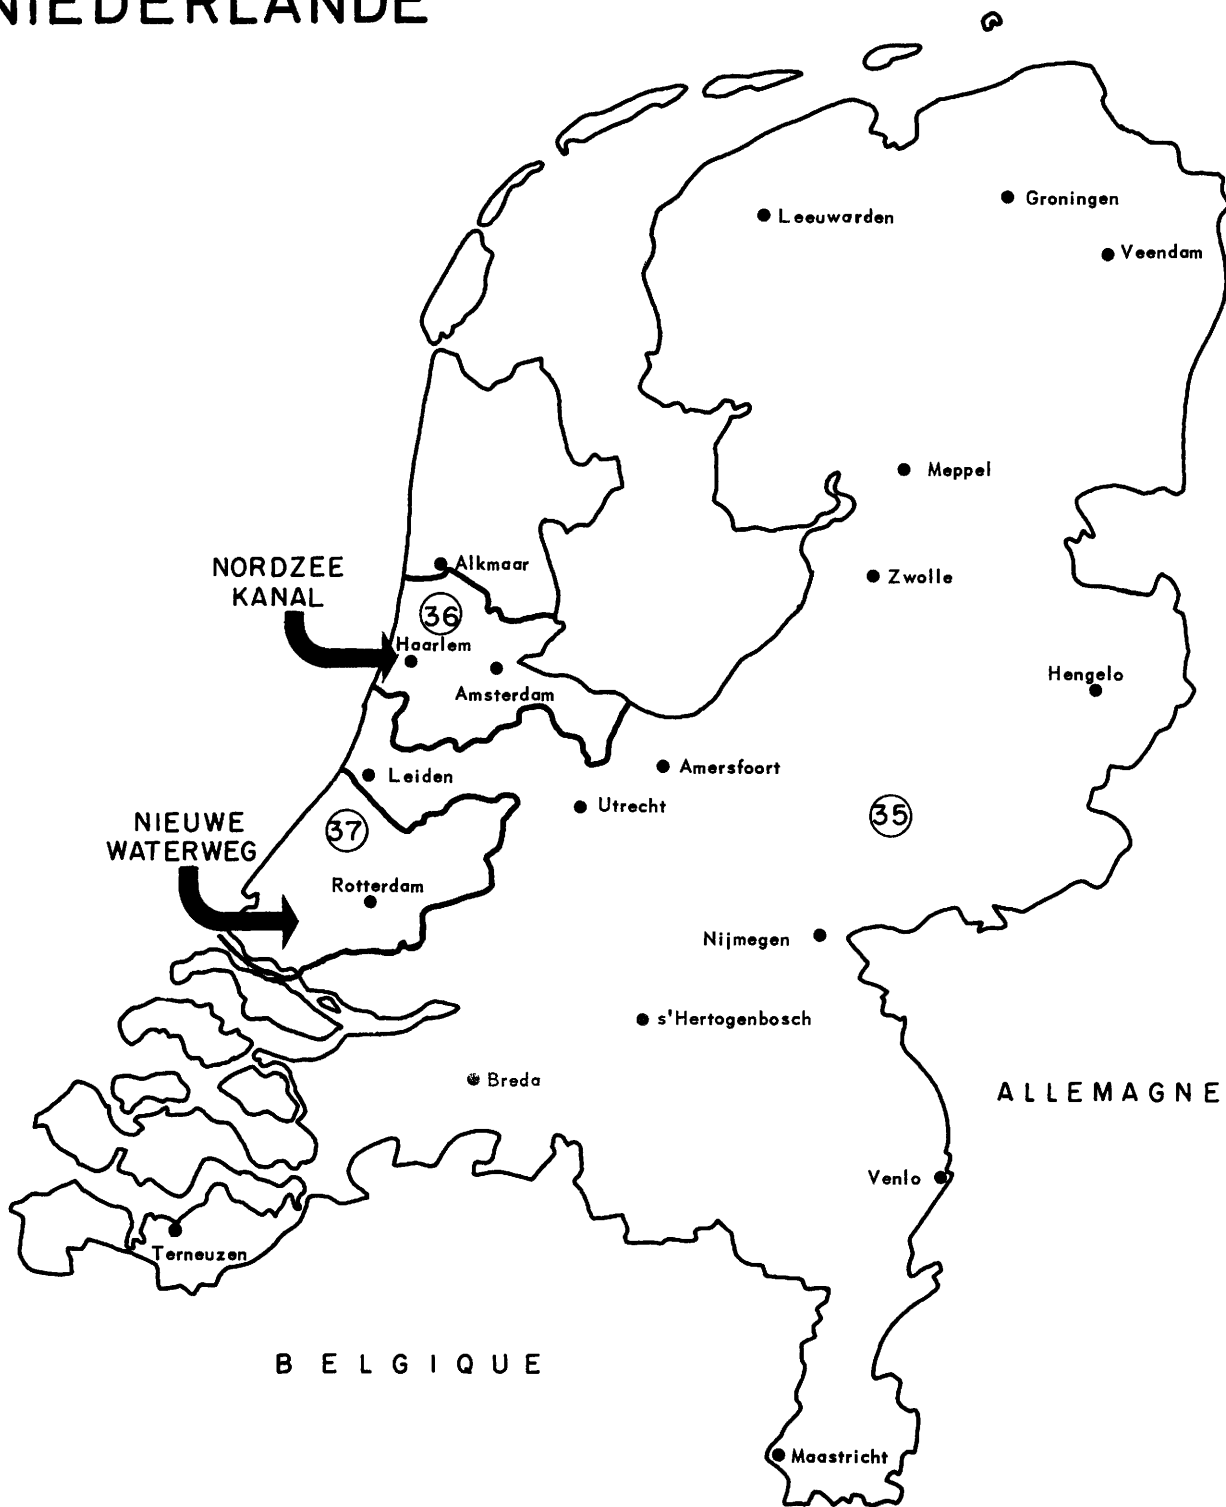 NIEDERLANDE
Groningen
Leeuwarden
Veendam
Meppel
NORDZEE
KANAL
Alkmaar
Zwolle
36
Haarlem
Hengelo
Amsterdam
Amersfoort
Leiden
Utrecht
35
NIEUWE
WATERWEG
37
Rotterdam
Nijmegen
s'Hertogenbosch
Breda
ALLEMAGNE
Venlo
Terneuzen
BELGIQUE
Maastricht